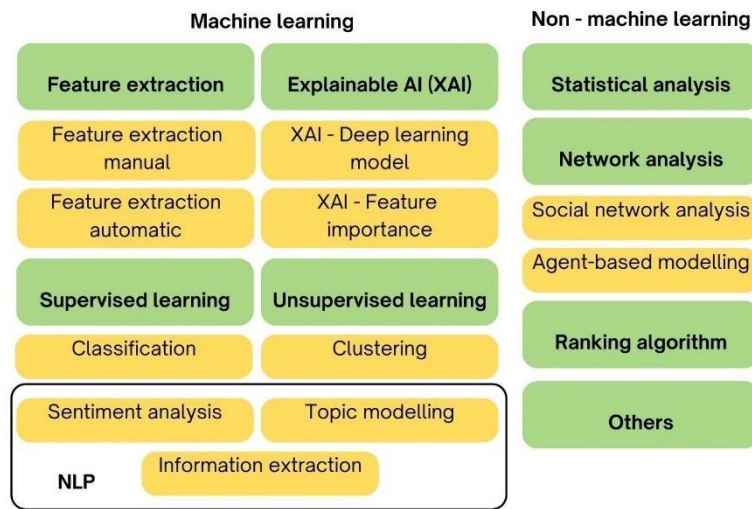 Machine learning
Non - machine learning
Feature extraction
Explainable AI (XAI)
Statistical analysis
Feature extraction
manual
XAI - Deep learning
model
Network analysis
Feature extraction
automatic
XAI - Feature
importance
Social network analysis
Agent-based modelling
Supervised learning
Unsupervised learning
Ranking algorithm
Classification
Clustering
Sentiment analysis
Topic modelling
Others
Information extraction
NLP